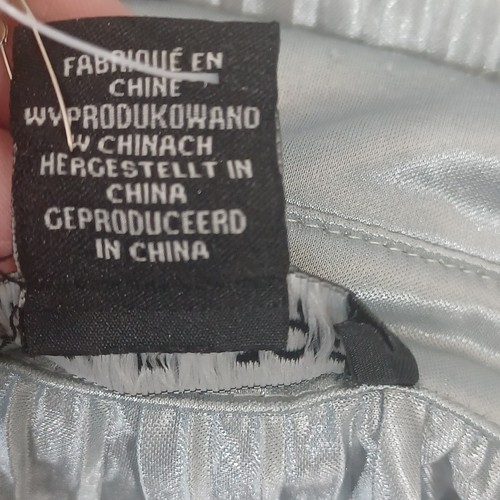 FABRIQUÉ EN
CHINE
WYPRODUKOWANO
W CHINACH
HERGESTELLT IN
CHINA
GEPRODUCEERD
IN CHINA